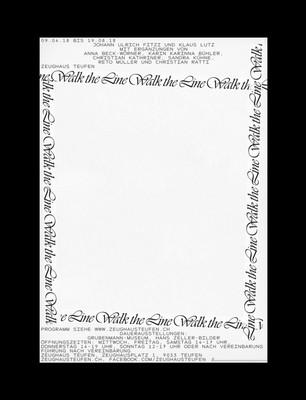 09.04.18 BIS 19.08.18
JOHANN ULRICH FITZI UND KLAUS LUTZ
MIT ERGÄNZUNGEN VON
ANNA BECK-WÖRNER, KARIN KARINNA BÜHLER,
CHRISTIAN KATHRINER, SANDRA KÜHNE,
RETO MÜLLER UND CHRISTIAN RATTI
ZEUGHAUS TEUFEN
Walk the Line Walk the Line Walk the Line
Walk the Line Walk the Line Walk the Line
Walk the Line Walk the Line Walk the Line
e Line Walk the Line Walk the Line
PROGRAMM SIEHE WWW.ZEUGHAUSTEUFEN.CH
DAUERAUSSTELLUNGEN:
GRUBENMANN-MUSEUM, HANS ZELLER-BILDER
ÖFFNUNGSZEITEN: MITTWOCH, FREITAG, SAMSTAG 14-17 UHR
DONNERSTAG 14-19 UHR, SONNTAG 12-17 UHR ODER NACH VEREINBARUNG
FÜHRUNG NACH VEREINBARUNG
ZEUGHAUS TEUFEN, ZEUGHAUSPLATZ 1, 9053 TEUFEN
ZEUGHAUSTEUFEN.CH, FACEBOOK.COM/ZEUGHAUSTEUFEN